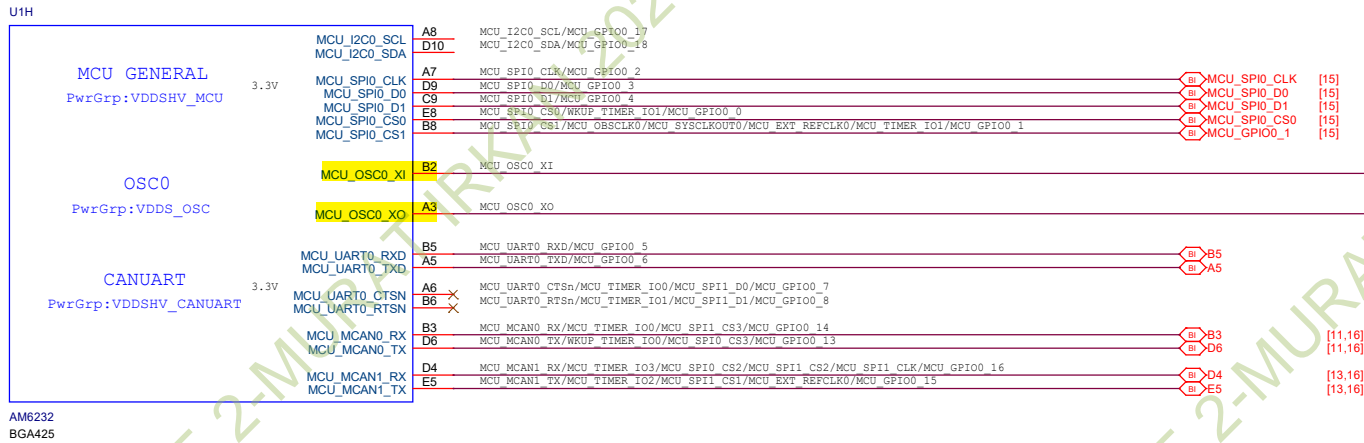 U1H
MCU GENERAL
PwrGrp:VDDSHV_MCU
3.3V
MCU_I2C0_SCL A8 MCU_I2C0_SCL/MCU_GPIO0_17
MCU_I2C0_SDA D10 MCU_I2C0_SDA/MCU_GPIO0_18
MCU_SPI0_CLK A7 MCU_SPI0_CLK/MCU_GPIO0_2 BI MCU_SPI0_CLK [15]
MCU_SPI0_D0 D9 MCU_SPI0_D0/MCU_GPIO0_3 BI MCU_SPI0_D0 [15]
MCU_SPI0_D1 C9 MCU_SPI0_D1/MCU_GPIO0_4 BI MCU_SPI0_D1 [15]
MCU_SPI0_CS0 E8 MCU_SPI0_CS0/WKUP_TIMER_IO1/MCU_GPIO0_0 BI MCU_SPI0_CS0 [15]
MCU_SPI0_CS1 B8 MCU_SPI0_CS1/MCU_OBSCLK0/MCU_SYSCLKOUT0/MCU_EXT_REFCLK0/MCU_TIMER_IO1/MCU_GPIO0_1 BI MCU_GPIO0_1 [15]
OSC0
PwrGrp:VDDS_OSC
MCU_OSC0_XI B2 MCU_OSC0_XI
MCU_OSC0_XO A3 MCU_OSC0_XO
CANUART
PwrGrp:VDDSHV_CANUART
3.3V
MCU_UART0_RXD B5 MCU_UART0_RXD/MCU_GPIO0_5 BI B5
MCU_UART0_TXD A5 MCU_UART0_TXD/MCU_GPIO0_6 BI A5
MCU_UART0_CTSN A6 MCU_UART0_CTSn/MCU_TIMER_IO0/MCU_SPI1_D0/MCU_GPIO0_7
MCU_UART0_RTSN B6 MCU_UART0_RTSn/MCU_TIMER_IO1/MCU_SPI1_D1/MCU_GPIO0_8
MCU_MCAN0_RX B3 MCU_MCAN0_RX/MCU_TIMER_IO0/MCU_SPI1_CS3/MCU_GPIO0_14 BI B3 [11,16]
MCU_MCAN0_TX D6 MCU_MCAN0_TX/WKUP_TIMER_IO0/MCU_SPI0_CS3/MCU_GPIO0_13 BI D6 [11,16]
MCU_MCAN1_RX D4 MCU_MCAN1_RX/MCU_TIMER_IO3/MCU_SPI0_CS2/MCU_SPI1_CS2/MCU_SPI1_CLK/MCU_GPIO0_16 BI D4 [13,16]
MCU_MCAN1_TX E5 MCU_MCAN1_TX/MCU_TIMER_IO2/MCU_SPI1_CS1/MCU_EXT_REFCLK0/MCU_GPIO0_15 BI E5 [13,16]
AM6232
BGA425
2-MURAT TIRKAN 202
2-MURA